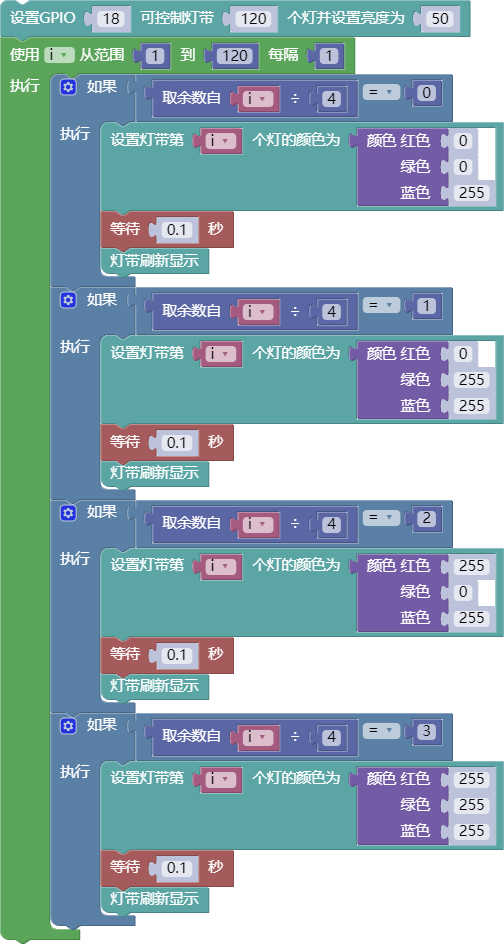 设置GPIO 18 可控制灯带 120 个灯并设置亮度为 50
使用 i 从范围 1 到 120 每隔 1
执行 如果 取余数自 i ÷ 4 = 0
执行 设置灯带第 i 个灯的颜色为 颜色 红色 0
绿色 0
蓝色 255
等待 0.1 秒
灯带刷新显示
如果 取余数自 i ÷ 4 = 1
执行 设置灯带第 i 个灯的颜色为 颜色 红色 0
绿色 255
蓝色 255
等待 0.1 秒
灯带刷新显示
如果 取余数自 i ÷ 4 = 2
执行 设置灯带第 i 个灯的颜色为 颜色 红色 255
绿色 0
蓝色 255
等待 0.1 秒
灯带刷新显示
如果 取余数自 i ÷ 4 = 3
执行 设置灯带第 i 个灯的颜色为 颜色 红色 255
绿色 255
蓝色 255
等待 0.1 秒
灯带刷新显示